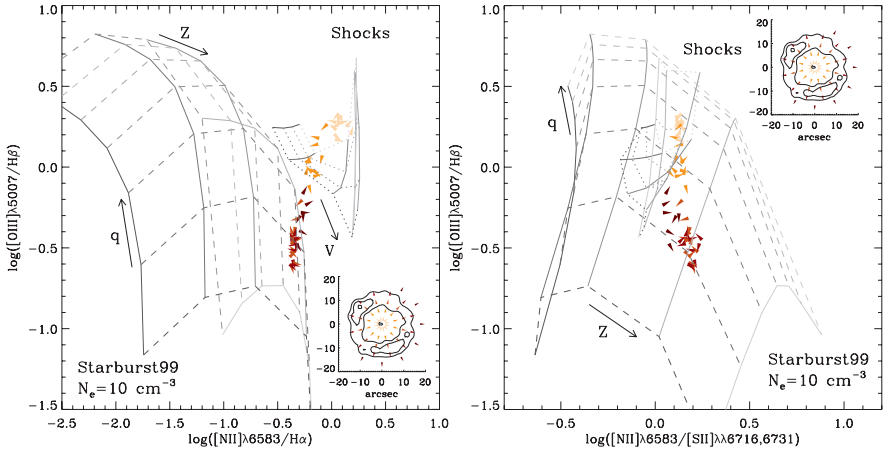 1.0
0.5
0.0
-0.5
-1.0
-1.5
log([OIII]λ5007/Hβ)
Z
Shocks
q
V
Starburst99
Nₑ=10 cm⁻³
20
10
0
-10
-20
-20 -10 0 10 20
arcsec
-2.5 -2.0 -1.5 -1.0 -0.5 0.0 0.5 1.0
log([NII]λ6583/Hα)
1.0
0.5
0.0
-0.5
-1.0
-1.5
log([OIII]λ5007/Hβ)
Shocks
q
Z
20
10
0
-10
-20
-20 -10 0 10 20
arcsec
Starburst99
Nₑ=10 cm⁻³
-0.5 0.0 0.5 1.0
log([NII]λ6583/[SII]λλ6716,6731)